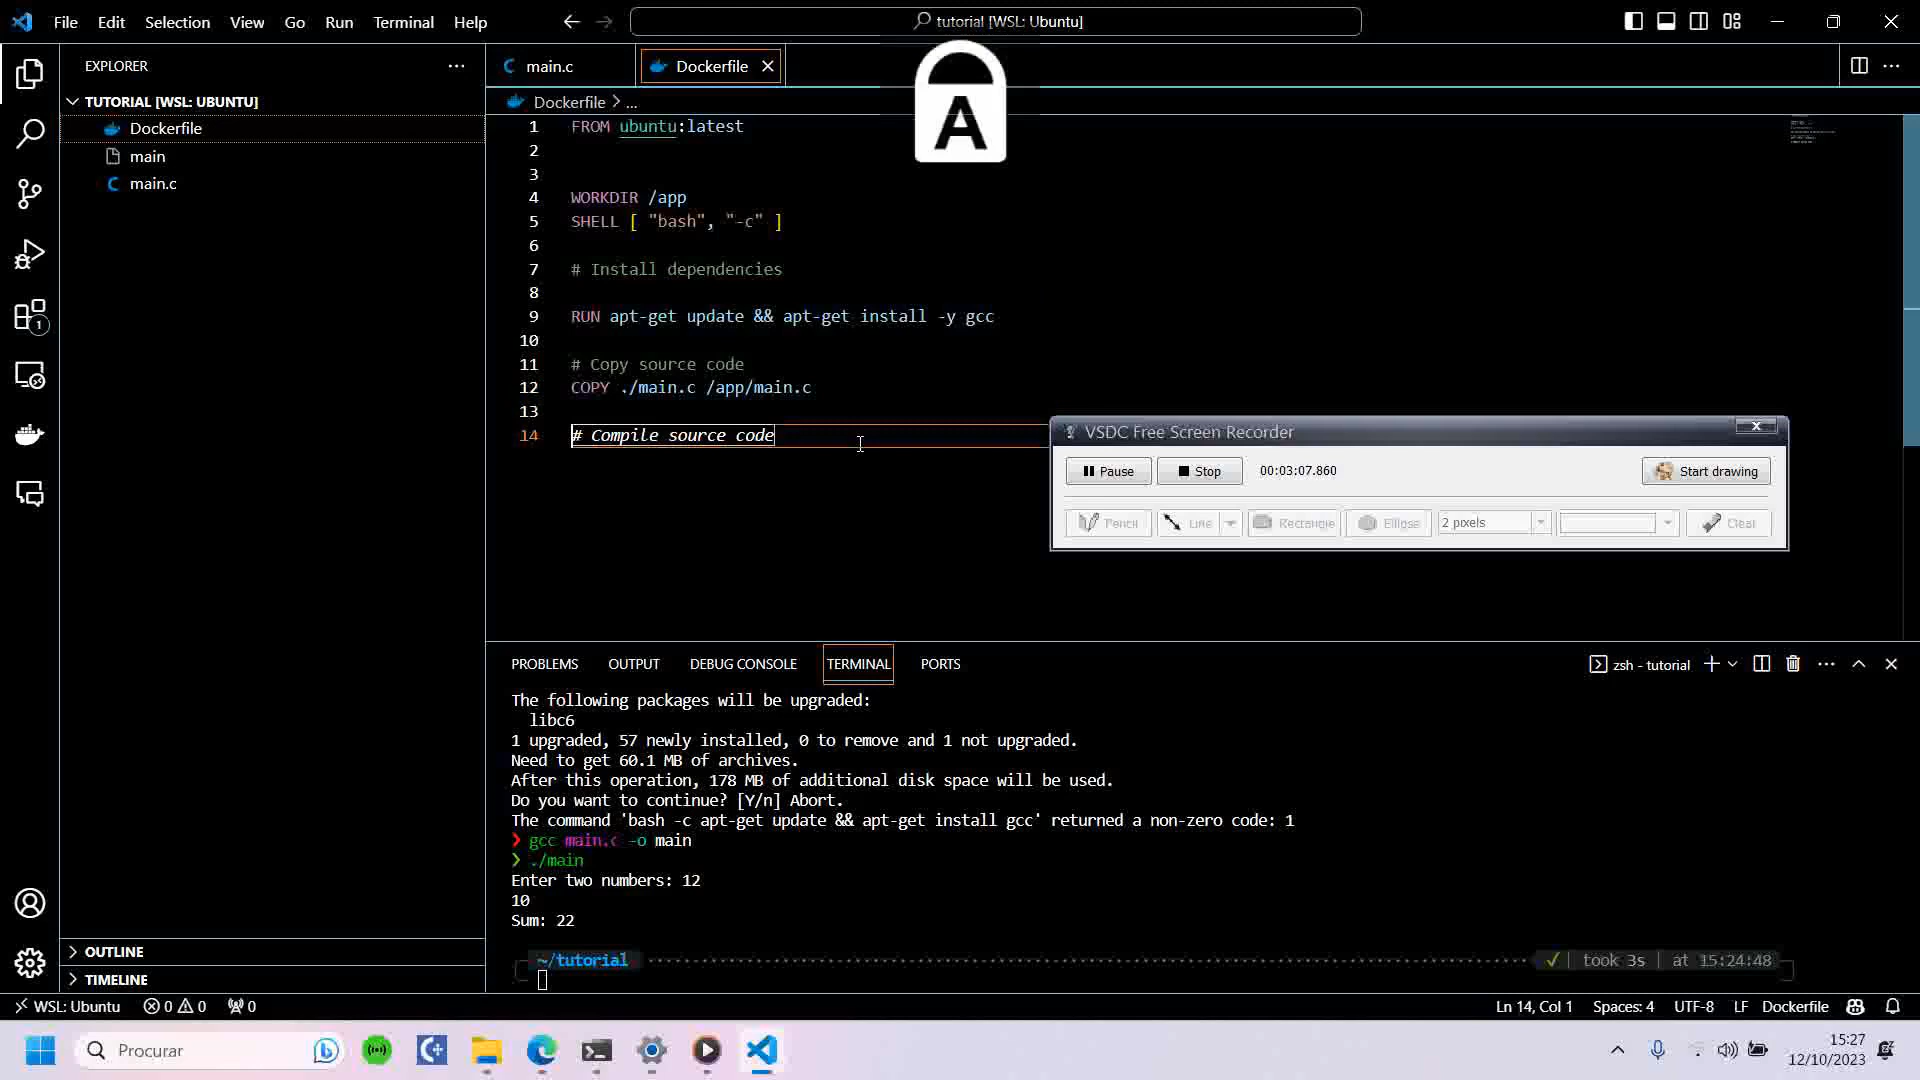 File Edit Selection View Go Run Terminal Help
tutorial [WSL: Ubuntu]
EXPLORER
TUTORIAL [WSL: UBUNTU]
Dockerfile
main
main.c
OUTLINE
TIMELINE
main.c
Dockerfile
Dockerfile > ...
A
1 FROM ubuntu:latest
2
3
4 WORKDIR /app
5 SHELL [ "bash", "-c" ]
6
7 # Install dependencies
8
9 RUN apt-get update && apt-get install -y gcc
10
11 # Copy source code
12 COPY ./main.c /app/main.c
13
14 # Compile source code
VSDC Free Screen Recorder
Pause Stop 00:03:07.860 Start drawing
Pencil Line Rectangle Ellipse 2 pixels Clear
PROBLEMS OUTPUT DEBUG CONSOLE TERMINAL PORTS
zsh - tutorial
The following packages will be upgraded:
libc6
1 upgraded, 57 newly installed, 0 to remove and 1 not upgraded.
Need to get 60.1 MB of archives.
After this operation, 178 MB of additional disk space will be used.
Do you want to continue? [Y/n] Abort.
The command 'bash -c apt-get update && apt-get install gcc' returned a non-zero code: 1
❯ gcc main.c -o main
❯ ./main
Enter two numbers: 12
10
Sum: 22
~/tutorial
✓ | took 3s | at 15:24:48
1
WSL: Ubuntu 0 0 0
Ln 14, Col 1 Spaces: 4 UTF-8 LF Dockerfile
Procurar
15:27
12/10/2023